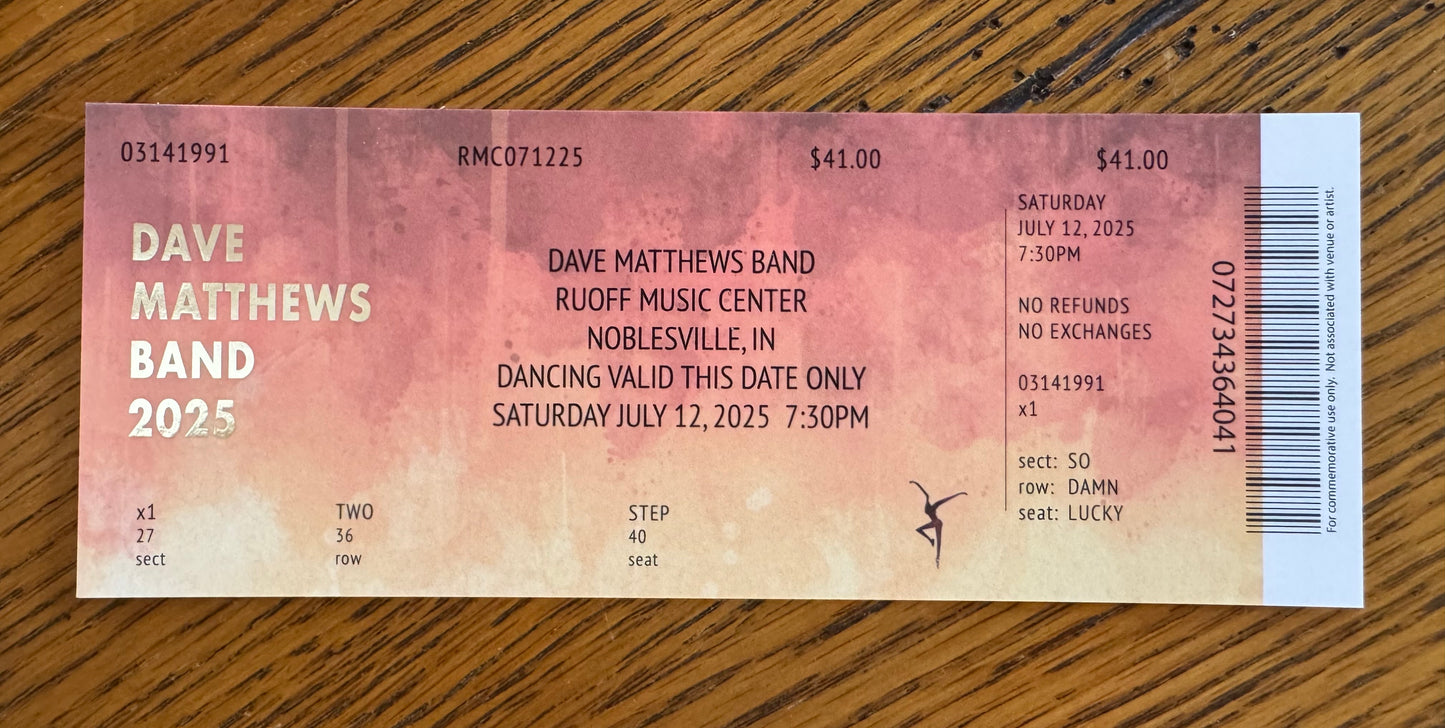 03141991
RMC071225
$41.00
$41.00
DAVE
MATTHEWS
BAND
2025
DAVE MATTHEWS BAND
RUOFF MUSIC CENTER
NOBLESVILLE, IN
DANCING VALID THIS DATE ONLY
SATURDAY JULY 12, 2025 7:30PM
x1
27
sect
TWO
36
row
STEP
40
seat
SATURDAY
JULY 12, 2025
7:30PM
NO REFUNDS
NO EXCHANGES
03141991
x1
sect: SO
row: DAMN
seat: LUCKY
072734364041
For commemorative use only. Not associated with venue or artist.